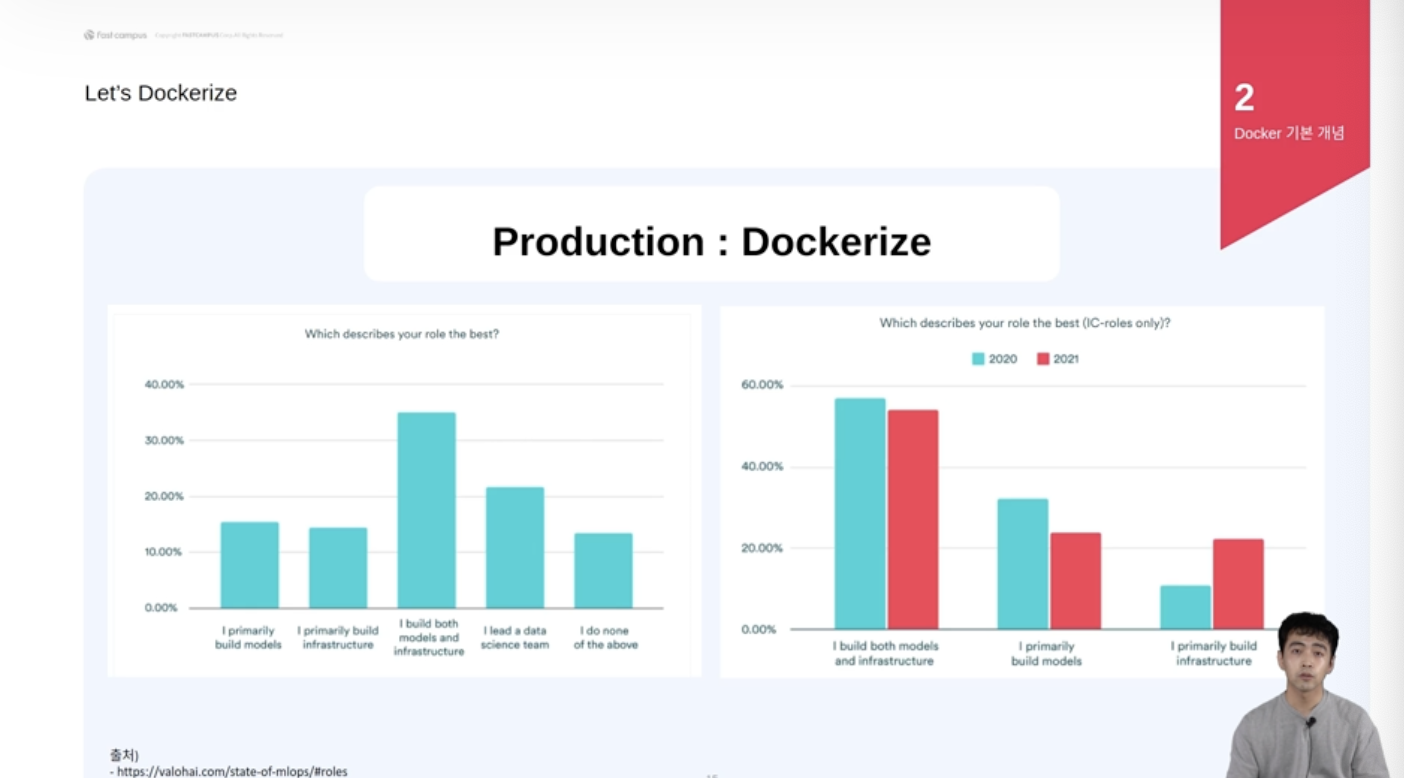 fast campus Copyright FASTCAMPUS Corp. All Rights Reserved
Let's Dockerize
2
Docker 기본 개념
Production : Dockerize
Which describes your role the best?
40.00%
30.00%
20.00%
10.00%
0.00%
I primarily
build models
I primarily build
infrastructure
I build both
models and
infrastructure
I lead a data
science team
I do none
of the above
Which describes your role the best (IC-roles only)?
2020
2021
60.00%
40.00%
20.00%
0.00%
I build both models
and infrastructure
I primarily
build models
I primarily build
infrastructure
출처)
- https://valohai.com/state-of-mlops/#roles